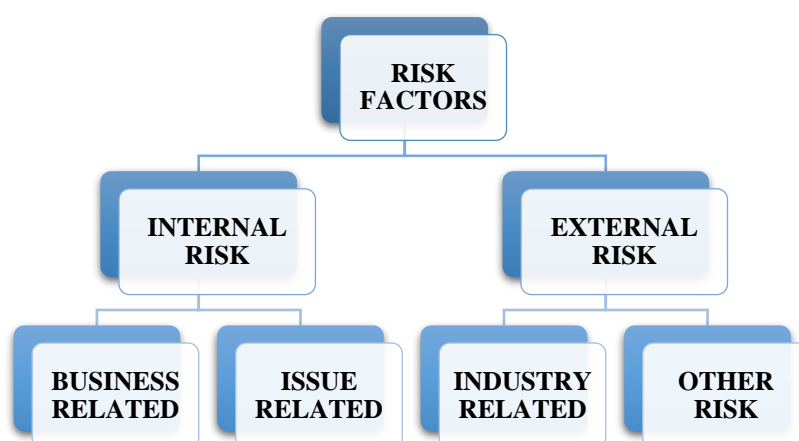 RISK
FACTORS
INTERNAL
RISK
EXTERNAL
RISK
BUSINESS
RELATED
ISSUE
RELATED
INDUSTRY
RELATED
OTHER
RISK